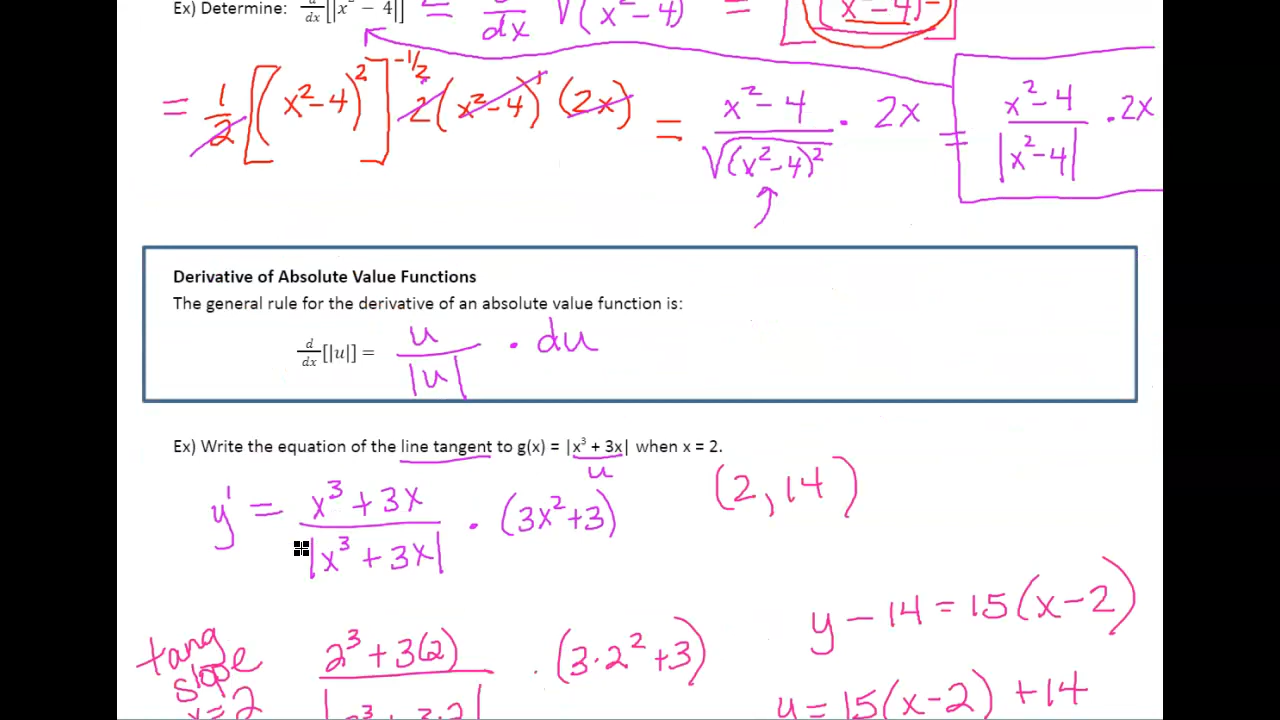 Ex) Determine: d/dx[|x² − 4|] = d/dx √(x²−4) = [(x²−4)²]
= 1/2 [(x²−4)²]^(-1/2) · 2(x²−4)¹(2x) = (x²−4)/√((x²−4)²) · 2x = (x²−4)/|x²−4| · 2x
Derivative of Absolute Value Functions
The general rule for the derivative of an absolute value function is:
d/dx[|u|] = u/|u| · du
Ex) Write the equation of the line tangent to g(x) = |x³ + 3x| when x = 2.
u
y' = (x³+3x)/|x³+3x| · (3x²+3)
(2,14)
y−14 = 15(x−2)
tang slope x=2
(2³+3(2))/|2³+3·2| · (3·2²+3)
y = 15(x−2)+14